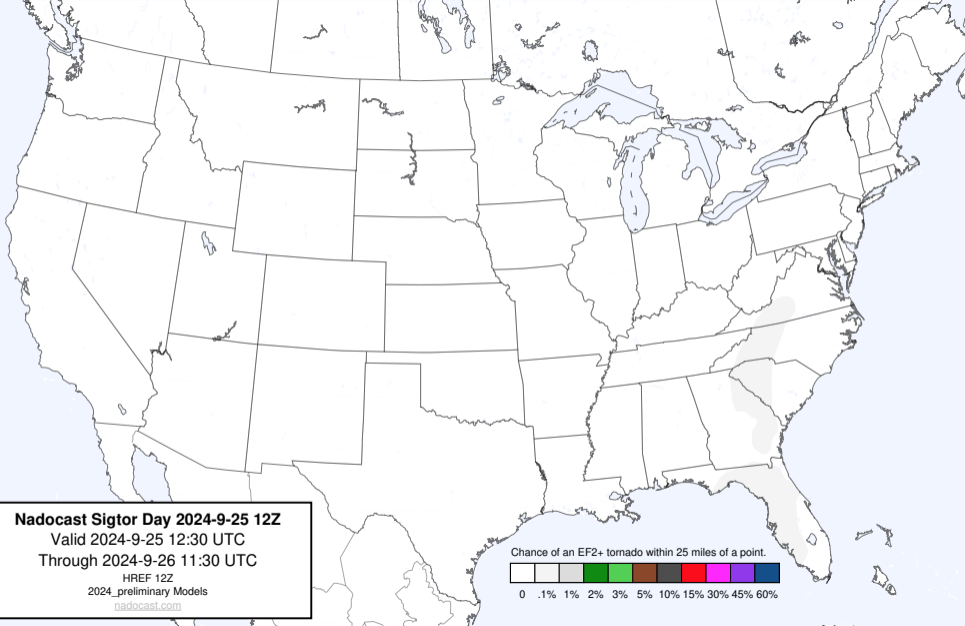 Nadocast Sigtor Day 2024-9-25 12Z
Valid 2024-9-25 12:30 UTC
Through 2024-9-26 11:30 UTC
HREF 12Z
2024_preliminary Models
nadocast.com
Chance of an EF2+ tornado within 25 miles of a point.
0 .1% 1% 2% 3% 5% 10% 15% 30% 45% 60%